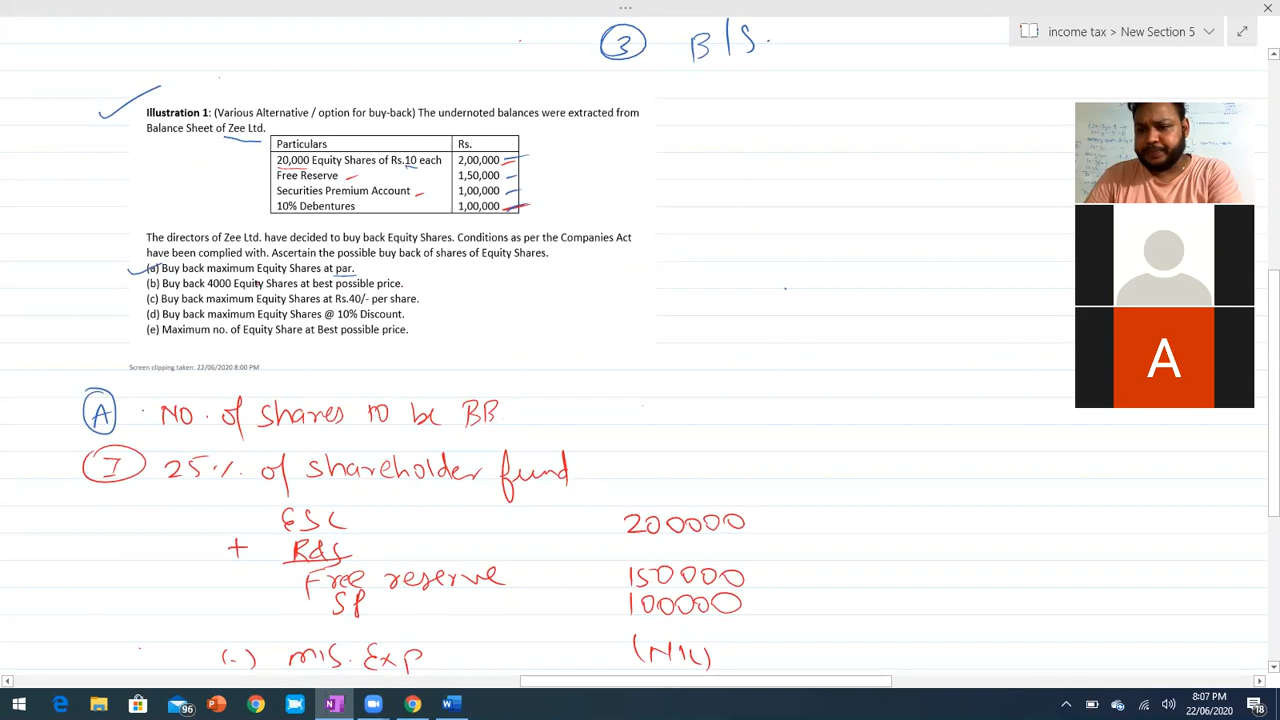 income tax > New Section 5
③ B/S.
Illustration 1: (Various Alternative / option for buy-back) The undernoted balances were extracted from
Balance Sheet of Zee Ltd.
Particulars Rs.
20,000 Equity Shares of Rs.10 each 2,00,000
Free Reserve 1,50,000
Securities Premium Account 1,00,000
10% Debentures 1,00,000
The directors of Zee Ltd. have decided to buy back Equity Shares. Conditions as per the Companies Act
have been complied with. Ascertain the possible buy back of shares of Equity Shares.
(a) Buy back maximum Equity Shares at par.
(b) Buy back 4000 Equity Shares at best possible price.
(c) Buy back maximum Equity Shares at Rs.40/- per share.
(d) Buy back maximum Equity Shares @ 10% Discount.
(e) Maximum no. of Equity Share at Best possible price.
Screen clipping taken: 22/06/2020 8:00 PM
A
A NO. of shares to be BB
I 25% of shareholder fund
ESC 200000
+ R&S
Free reserve 150000
SP 100000
(-) mis. Exp (NIL)
96
8:07 PM
22/06/2020
18